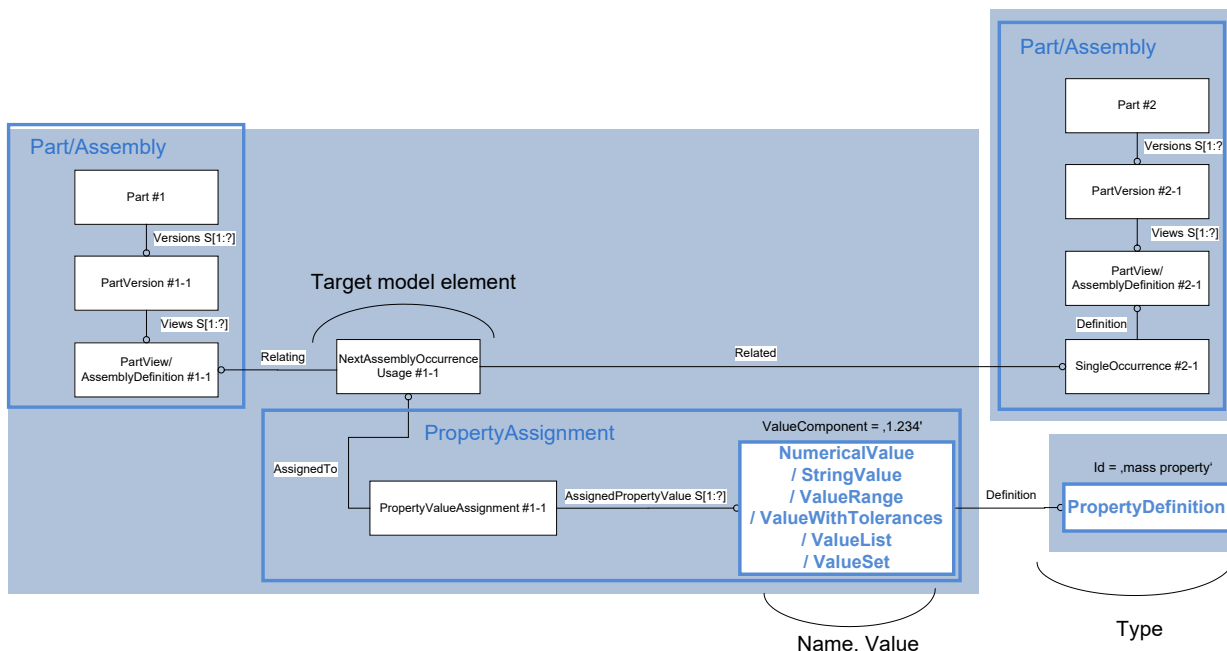 Part/Assembly
Part #2
Versions S[1:?
PartVersion #2-1
Views S[1:?]
PartView/
AssemblyDefinition #2-1
Definition
SingleOccurrence #2-1
Part/Assembly
Part #1
Versions S[1:?]
PartVersion #1-1
Views S[1:?]
PartView/
AssemblyDefinition #1-1
Target model element
Relating
NextAssemblyOccurrence
Usage #1-1
Related
PropertyAssignment
AssignedTo
PropertyValueAssignment #1-1
AssignedPropertyValue S[1:?]
ValueComponent = ‚1.234'
NumericalValue
/ StringValue
/ ValueRange
/ ValueWithTolerances
/ ValueList
/ ValueSet
Definition
Id = ‚mass property‘
PropertyDefinition
Name, Value
Type